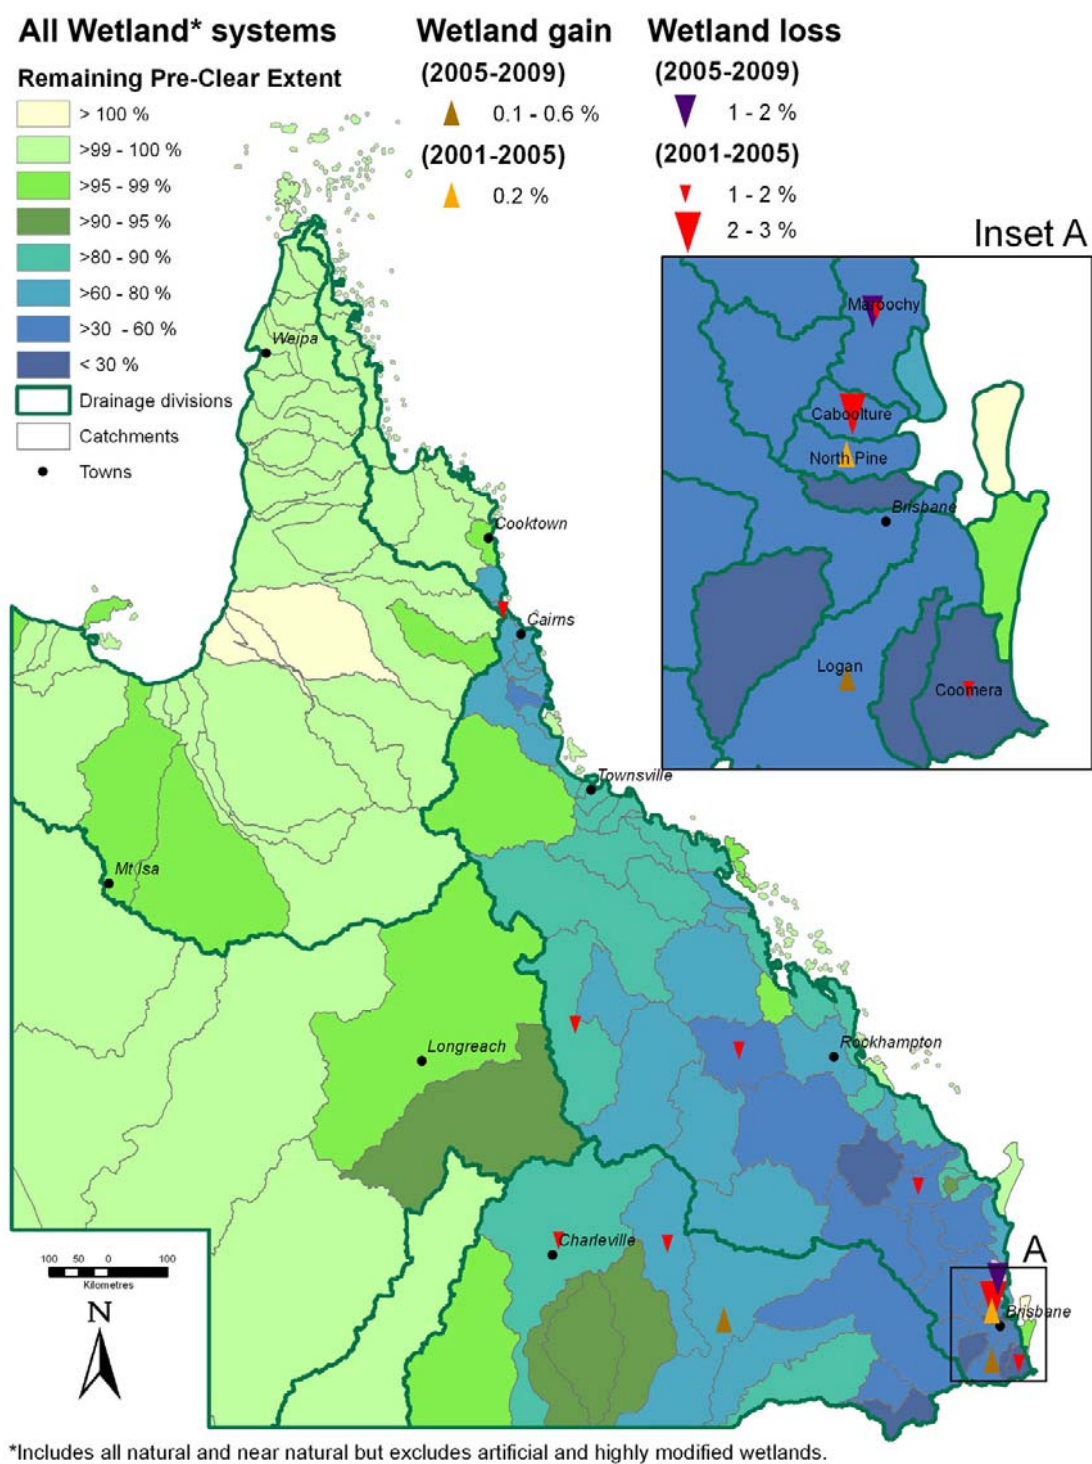 All Wetland* systems
Remaining Pre-Clear Extent
> 100 %
>99 - 100 %
>95 - 99 %
>90 - 95 %
>80 - 90 %
>60 - 80 %
>30 - 60 %
< 30 %
Drainage divisions
Catchments
Towns
Wetland gain
(2005-2009)
0.1 - 0.6 %
(2001-2005)
0.2 %
Wetland loss
(2005-2009)
1 - 2 %
(2001-2005)
1 - 2 %
2 - 3 %
Inset A
Maroochy
Caboolture
North Pine
Brisbane
Logan
Coomera
Weipa
Cooktown
Cairns
Townsville
Mt Isa
Longreach
Rockhampton
Charleville
A
Brisbane
100 50 0 100
Kilometres
N
*Includes all natural and near natural but excludes artificial and highly modified wetlands.